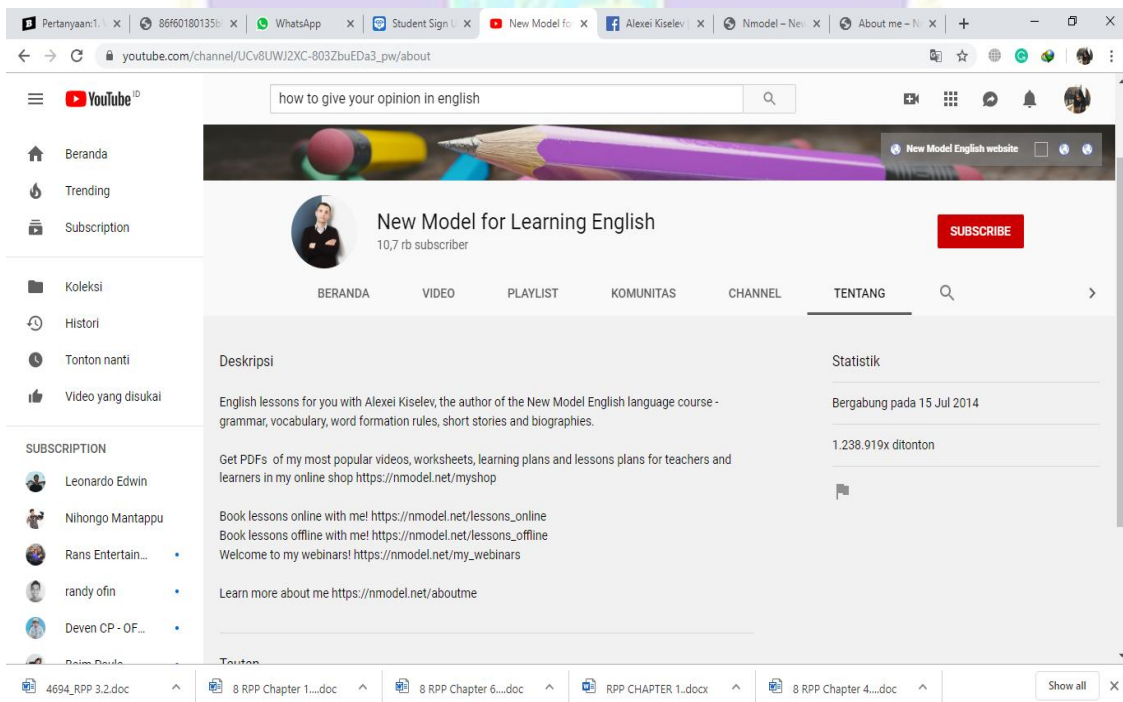 Pertanyaan:1.
86f60180135b
WhatsApp
Student Sign U
New Model fo
Alexei Kiselev
Nmodel – New
About me – N
youtube.com/channel/UCv8UWJ2XC-803ZbuEDa3_pw/about
YouTube ID
how to give your opinion in english
Beranda
Trending
Subscription
Koleksi
Histori
Tonton nanti
Video yang disukai
SUBSCRIPTION
Leonardo Edwin
Nihongo Mantappu
Rans Entertain...
randy ofin
Deven CP - OF...
New Model English website
New Model for Learning English
10,7 rb subscriber
SUBSCRIBE
BERANDA VIDEO PLAYLIST KOMUNITAS CHANNEL TENTANG
Deskripsi
English lessons for you with Alexei Kiselev, the author of the New Model English language course -
grammar, vocabulary, word formation rules, short stories and biographies.
Get PDFs of my most popular videos, worksheets, learning plans and lessons plans for teachers and
learners in my online shop https://nmodel.net/myshop
Book lessons online with me! https://nmodel.net/lessons_online
Book lessons offline with me! https://nmodel.net/lessons_offline
Welcome to my webinars! https://nmodel.net/my_webinars
Learn more about me https://nmodel.net/aboutme
Statistik
Bergabung pada 15 Jul 2014
1.238.919x ditonton
4694_RPP 3.2.doc
8 RPP Chapter 1....doc
8 RPP Chapter 6....doc
RPP CHAPTER 1..docx
8 RPP Chapter 4....doc
Show all